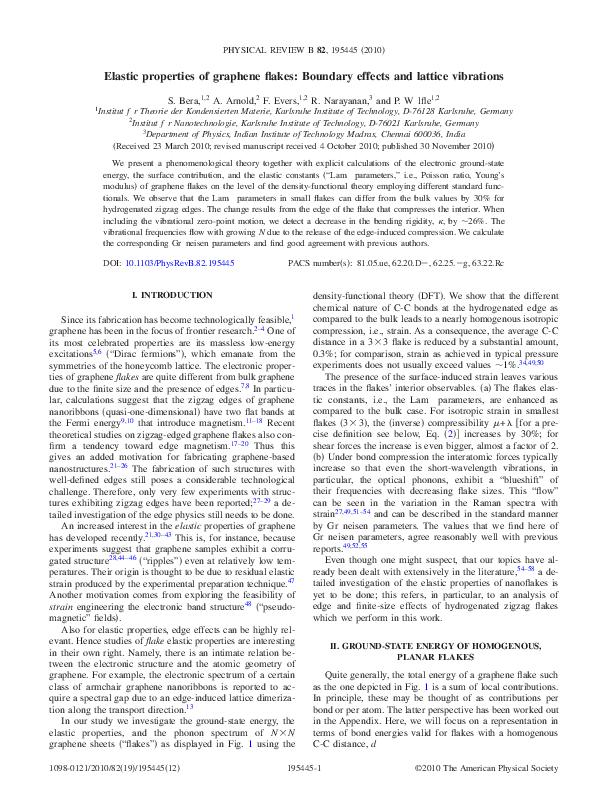 PHYSICAL REVIEW B 82, 195445 (2010)
Elastic properties of graphene flakes: Boundary effects and lattice vibrations
S. Bera,1,2 A. Arnold,2 F. Evers,1,2 R. Narayanan,3 and P. W lfle1,2
1Institut f r Theorie der Kondensierten Materie, Karlsruhe Institute of Technology, D-76128 Karlsruhe, Germany
2Institut f r Nanotechnologie, Karlsruhe Institute of Technology, D-76021 Karlsruhe, Germany
3Department of Physics, Indian Institute of Technology Madras, Chennai 600036, India
(Received 23 March 2010; revised manuscript received 4 October 2010; published 30 November 2010)
We present a phenomenological theory together with explicit calculations of the electronic ground-state
energy, the surface contribution, and the elastic constants ("Lam parameters," i.e., Poisson ratio, Young's
modulus) of graphene flakes on the level of the density-functional theory employing different standard func-
tionals. We observe that the Lam parameters in small flakes can differ from the bulk values by 30% for
hydrogenated zigzag edges. The change results from the edge of the flake that compresses the interior. When
including the vibrational zero-point motion, we detect a decrease in the bending rigidity, κ, by ~26%. The
vibrational frequencies flow with growing N due to the release of the edge-induced compression. We calculate
the corresponding Gr neisen parameters and find good agreement with previous authors.
DOI: 10.1103/PhysRevB.82.195445
PACS number(s): 81.05.ue, 62.20.D−, 62.25.−g, 63.22.Rc
I. INTRODUCTION
Since its fabrication has become technologically feasible,1
graphene has been in the focus of frontier research.2–4 One of
its most celebrated properties are its massless low-energy
excitations5,6 ("Dirac fermions"), which emanate from the
symmetries of the honeycomb lattice. The electronic proper-
ties of graphene flakes are quite different from bulk graphene
due to the finite size and the presence of edges.7,8 In particu-
lar, calculations suggest that the zigzag edges of graphene
nanoribbons (quasi-one-dimensional) have two flat bands at
the Fermi energy9,10 that introduce magnetism.11–18 Recent
theoretical studies on zigzag-edged graphene flakes also con-
firm a tendency toward edge magnetism.17–20 Thus this
gives an added motivation for fabricating graphene-based
nanostructures.21–26 The fabrication of such structures with
well-defined edges still poses a considerable technological
challenge. Therefore, only very few experiments with struc-
tures exhibiting zigzag edges have been reported;27–29 a de-
tailed investigation of the edge physics still needs to be done.
An increased interest in the elastic properties of graphene
has developed recently.21,30–43 This is, for instance, because
experiments suggest that graphene samples exhibit a corru-
gated structure28,44–46 ("ripples") even at relatively low tem-
peratures. Their origin is thought to be due to residual elastic
strain produced by the experimental preparation technique.47
Another motivation comes from exploring the feasibility of
strain engineering the electronic band structure48 ("pseudo-
magnetic" fields).
Also for elastic properties, edge effects can be highly rel-
evant. Hence studies of flake elastic properties are interesting
in their own right. Namely, there is an intimate relation be-
tween the electronic structure and the atomic geometry of
graphene. For example, the electronic spectrum of a certain
class of armchair graphene nanoribbons is reported to ac-
quire a spectral gap due to an edge-induced lattice dimeriza-
tion along the transport direction.13
In our study we investigate the ground-state energy, the
elastic properties, and the phonon spectrum of N×N
graphene sheets ("flakes") as displayed in Fig. 1 using the
density-functional theory (DFT). We show that the different
chemical nature of C-C bonds at the hydrogenated edge as
compared to the bulk leads to a nearly homogenous isotropic
compression, i.e., strain. As a consequence, the average C-C
distance in a 3×3 flake is reduced by a substantial amount,
0.3%; for comparison, strain as achieved in typical pressure
experiments does not usually exceed values ~1%.34,49,50
The presence of the surface-induced strain leaves various
traces in the flakes' interior observables. (a) The flakes elas-
tic constants, i.e., the Lam parameters, are enhanced as
compared to the bulk case. For isotropic strain in smallest
flakes (3×3), the (inverse) compressibility μ+λ [for a pre-
cise definition see below, Eq. (2)] increases by 30%; for
shear forces the increase is even bigger, almost a factor of 2.
(b) Under bond compression the interatomic forces typically
increase so that even the short-wavelength vibrations, in
particular, the optical phonons, exhibit a "blueshift" of
their frequencies with decreasing flake sizes. This "flow"
can be seen in the variation in the Raman spectra with
strain27,49,51–54 and can be described in the standard manner
by Gr neisen parameters. The values that we find here of
Gr neisen parameters, agree reasonably well with previous
reports.49,52,55
Even though one might suspect, that our topics have al-
ready been dealt with extensively in the literature,54–58 a de-
tailed investigation of the elastic properties of nanoflakes is
yet to be done; this refers, in particular, to an analysis of
edge and finite-size effects of hydrogenated zigzag flakes
which we perform in this work.
II. GROUND-STATE ENERGY OF HOMOGENOUS,
PLANAR FLAKES
Quite generally, the total energy of a graphene flake such
as the one depicted in Fig. 1 is a sum of local contributions.
In principle, these may be thought of as contributions per
bond or per atom. The latter perspective has been worked out
in the Appendix. Here, we will focus on a representation in
terms of bond energies valid for flakes with a homogenous
C-C distance, d
1098-0121/2010/82(19)/195445(12)
195445-1
©2010 The American Physical Society